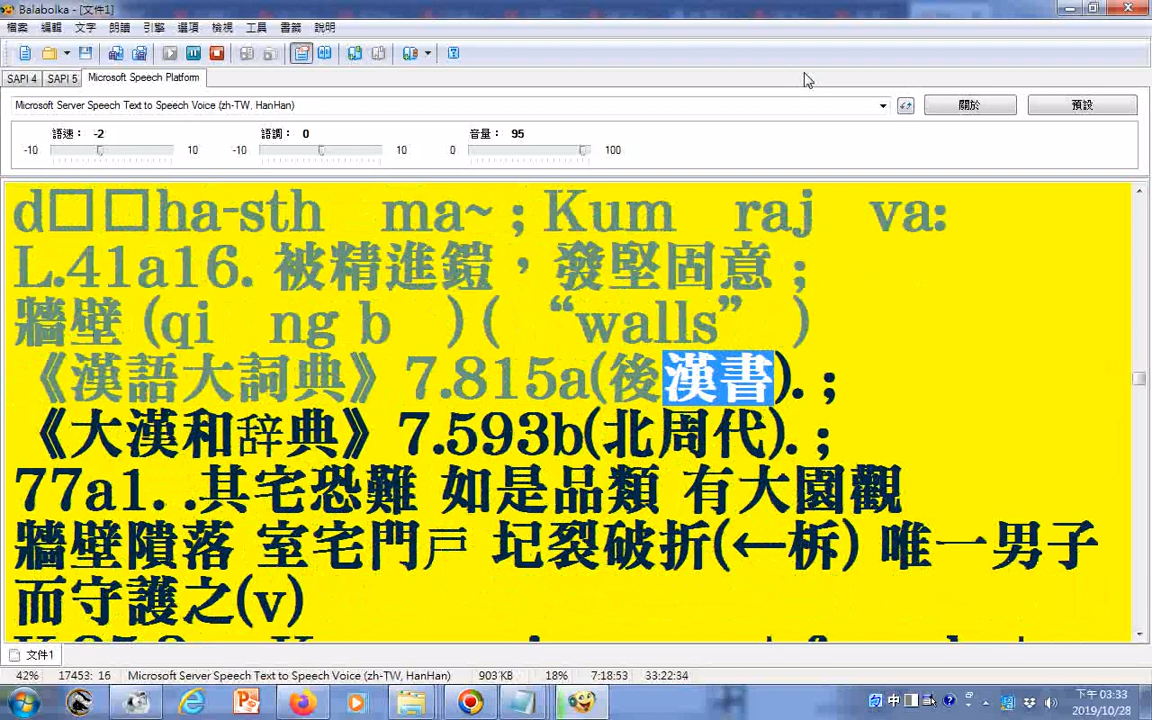 Balabolka - [文件1]
檔案 編輯 文字 朗讀 引擎 選項 檢視 工具 書籤 說明
SAPI 4 SAPI 5 Microsoft Speech Platform
Microsoft Server Speech Text to Speech Voice (zh-TW, HanHan) 關於 預設
語速： -2 語調： 0 音量： 95
-10 10 -10 10 0 100
d□□ha-sth ma~ ; Kum raj va:
L.41a16. 被精進鎧，發堅固意 ;
牆壁 (qi ng b ) ( “walls” )
《漢語大詞典》 7.815a(後漢書). ;
《大漢和辞典》 7.593b(北周代). ;
77a1. .其宅恐難 如是品類 有大園觀
牆壁隤落 室宅門戸 圮裂破折(←柝) 唯一男子
而守護之(v)
文件1
42% 17453: 16 Microsoft Server Speech Text to Speech Voice (zh-TW, HanHan) 903 KB 18% 7:18:53 33:22:34
中
下午 03:33
2019/10/28